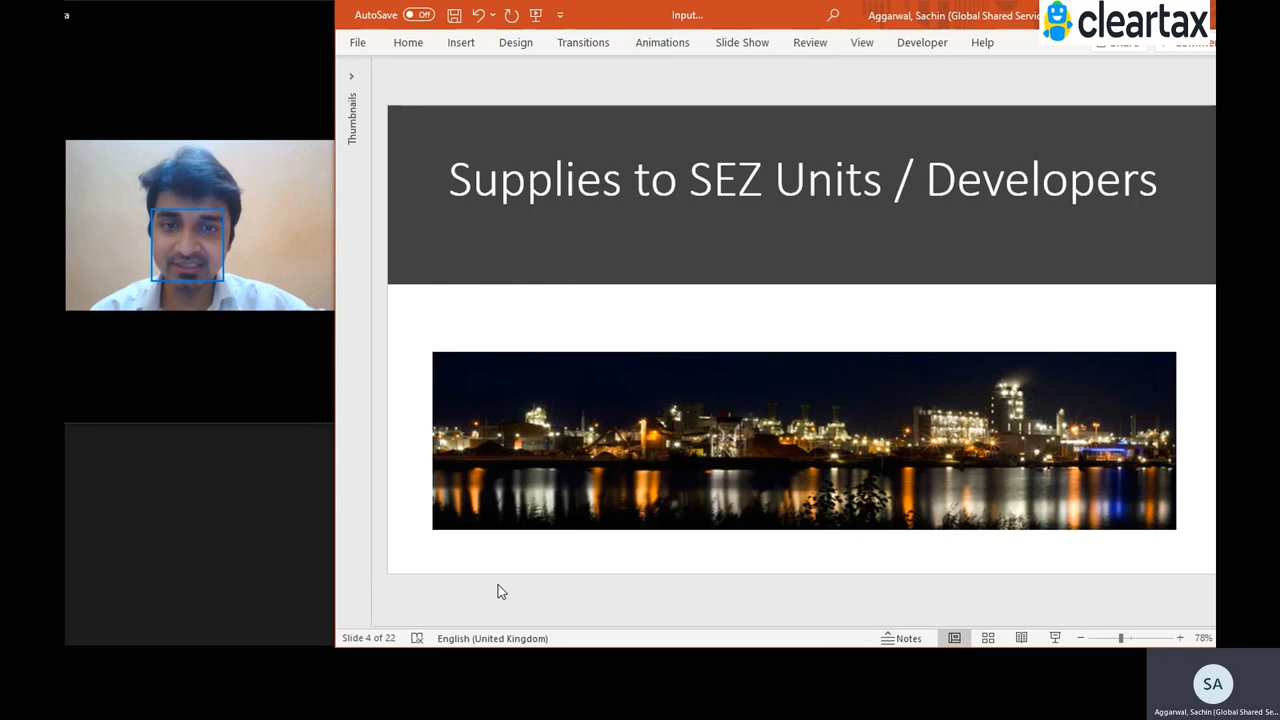 a
AutoSave Off
Input...
Aggarwal, Sachin (Global Shared Servi
cleartax
File Home Insert Design Transitions Animations Slide Show Review View Developer Help
Thumbnails
Supplies to SEZ Units / Developers
Slide 4 of 22
English (United Kingdom)
Notes
78%
SA
Aggarwal, Sachin (Global Shared Se...